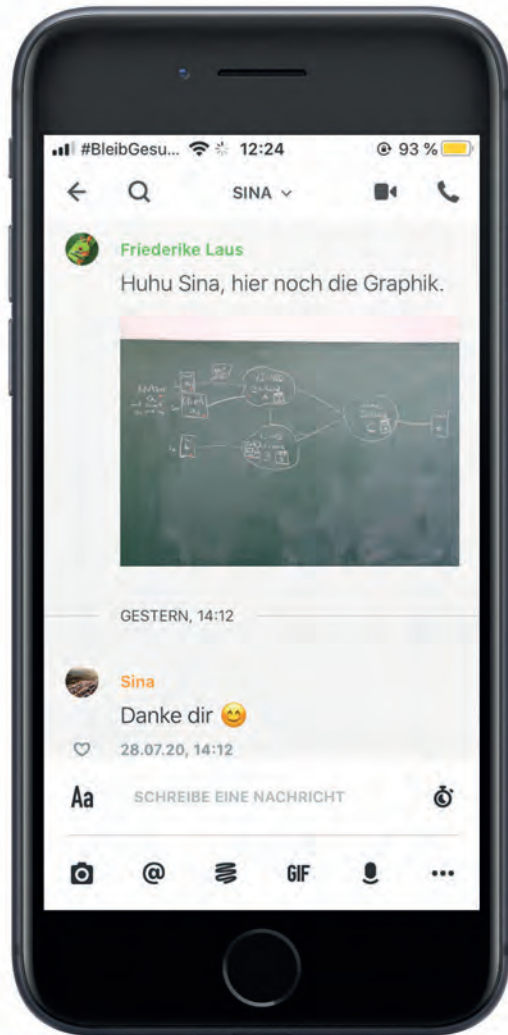 #BleibGesu... 12:24 93 %
SINA
Friederike Laus
Huhu Sina, hier noch die Graphik.
GESTERN, 14:12
Sina
Danke dir 😊
28.07.20, 14:12
Aa SCHREIBE EINE NACHRICHT
@ GIF